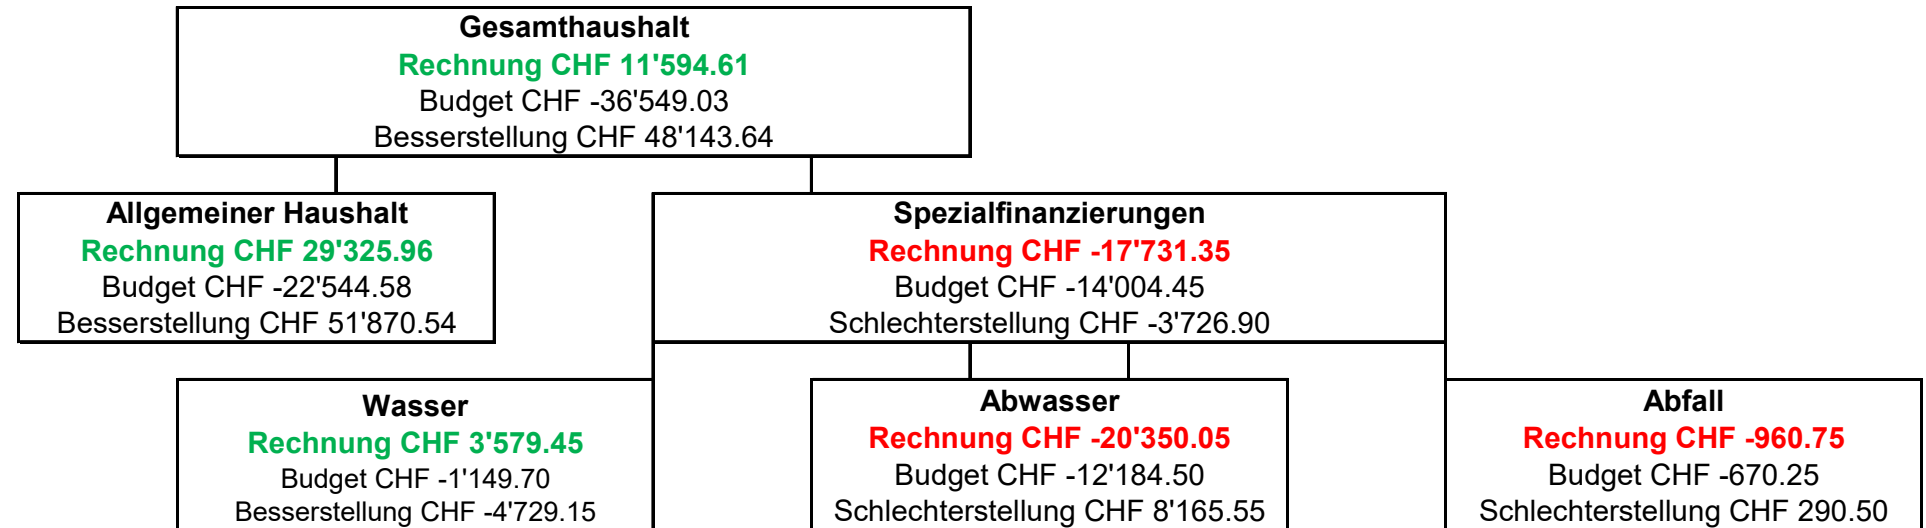 Gesamthaushalt
Rechnung CHF 11'594.61
Budget CHF -36'549.03
Besserstellung CHF 48'143.64
Allgemeiner Haushalt
Rechnung CHF 29'325.96
Budget CHF -22'544.58
Besserstellung CHF 51'870.54
Spezialfinanzierungen
Rechnung CHF -17'731.35
Budget CHF -14'004.45
Schlechterstellung CHF -3'726.90
Wasser
Rechnung CHF 3'579.45
Budget CHF -1'149.70
Besserstellung CHF -4'729.15
Abwasser
Rechnung CHF -20'350.05
Budget CHF -12'184.50
Schlechterstellung CHF 8'165.55
Abfall
Rechnung CHF -960.75
Budget CHF -670.25
Schlechterstellung CHF 290.50